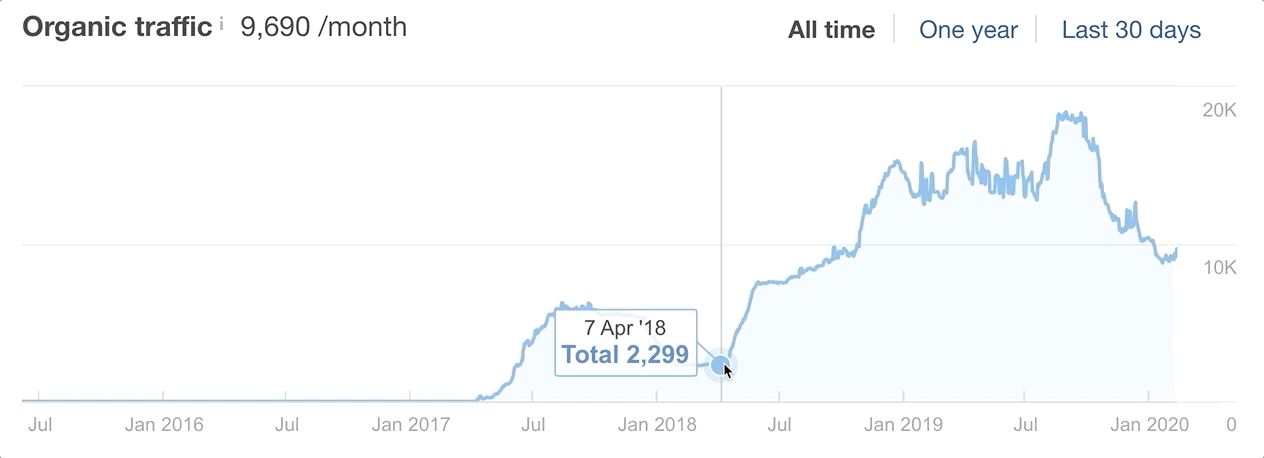 Organic traffic i 9,690 /month
All time One year Last 30 days
20K
10K
7 Apr '18
Total 2,299
Jul Jan 2016 Jul Jan 2017 Jul Jan 2018 Jul Jan 2019 Jul Jan 2020 0